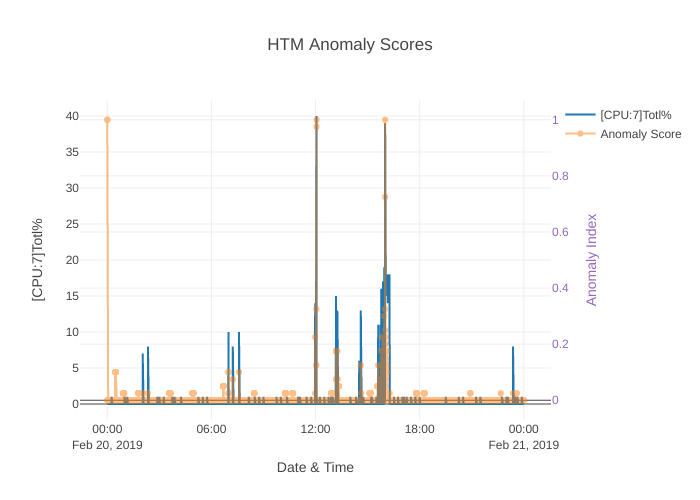 HTM Anomaly Scores
[CPU:7]Totl%
Anomaly Score
40
35
30
25
20
15
10
5
0
[CPU:7]Totl%
1
0.8
0.6
0.4
0.2
0
Anomaly Index
00:00 06:00 12:00 18:00 00:00
Feb 20, 2019 Feb 21, 2019
Date & Time